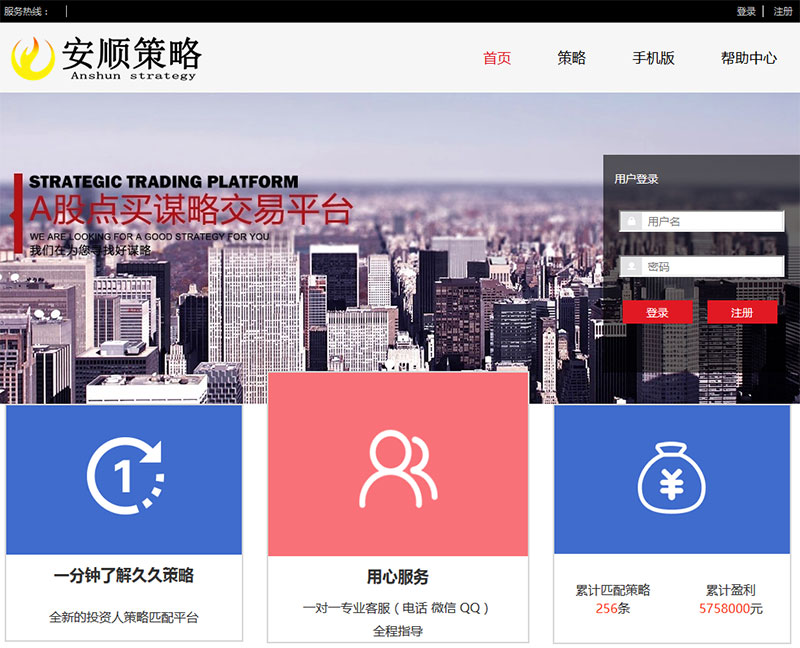 服务热线：
登录
注册
安顺策略
Anshun strategy
首页
策略
手机版
帮助中心
STRATEGIC TRADING PLATFORM
A股点买谋略交易平台
WE ARE LOOKING FOR A GOOD STRATEGY FOR YOU
我们在为您寻找好谋略
用户登录
用户名
密码
登录
注册
1
¥
一分钟了解久久策略
全新的投资人策略匹配平台
用心服务
一对一专业客服（电话 微信 QQ）
全程指导
累计匹配策略
256条
累计盈利
5758000元